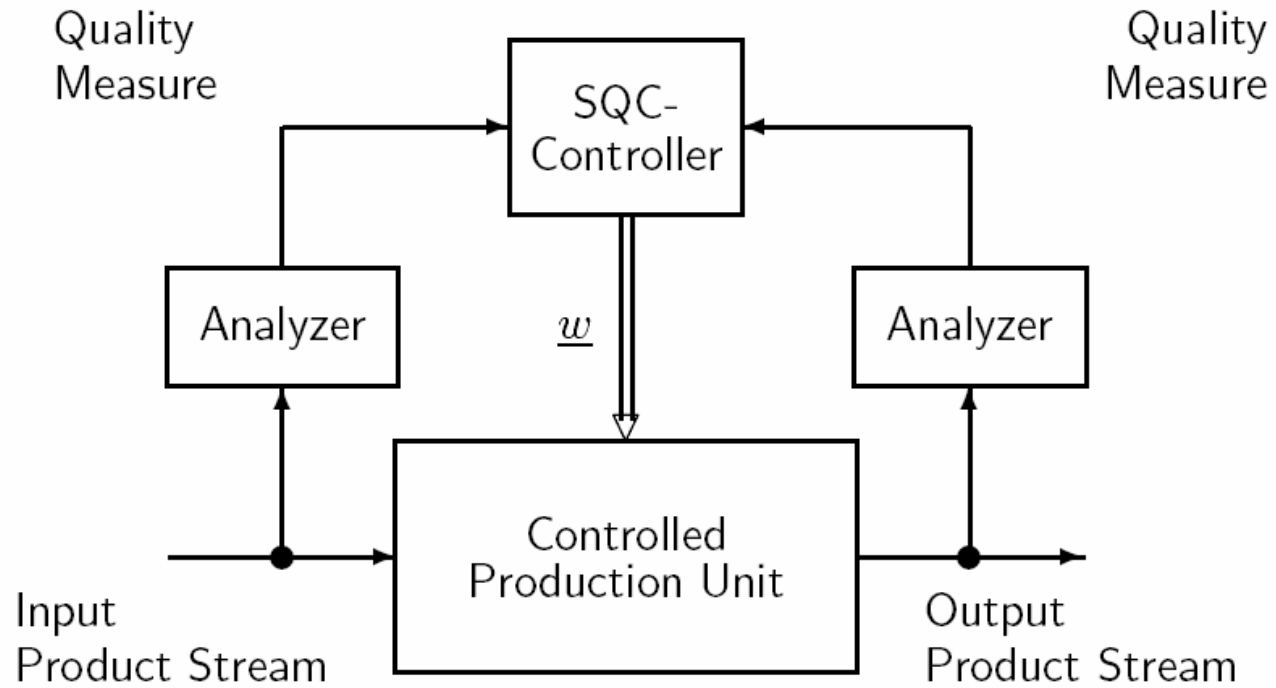 Quality
Measure
Quality
Measure
SQC-
Controller
Analyzer
w
Analyzer
Controlled
Production Unit
Input
Product Stream
Output
Product Stream